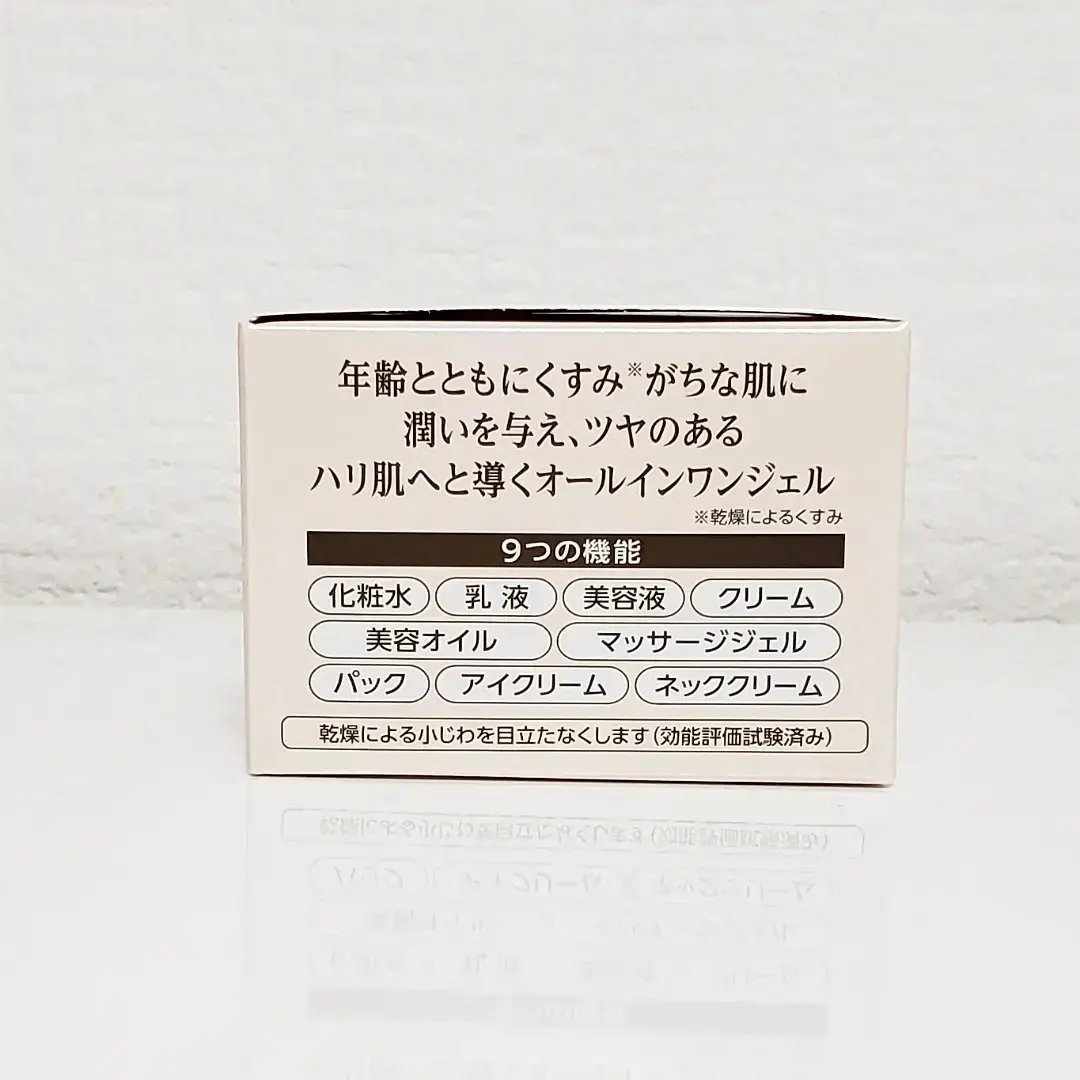 年齢とともにくすみ※がちな肌に
潤いを与え、ツヤのある
ハリ肌へと導くオールインワンジェル
※乾燥によるくすみ
9つの機能
化粧水 乳液 美容液 クリーム
美容オイル マッサージジェル
パック アイクリーム ネッククリーム
乾燥による小じわを目立たなくします(効能評価試験済み)